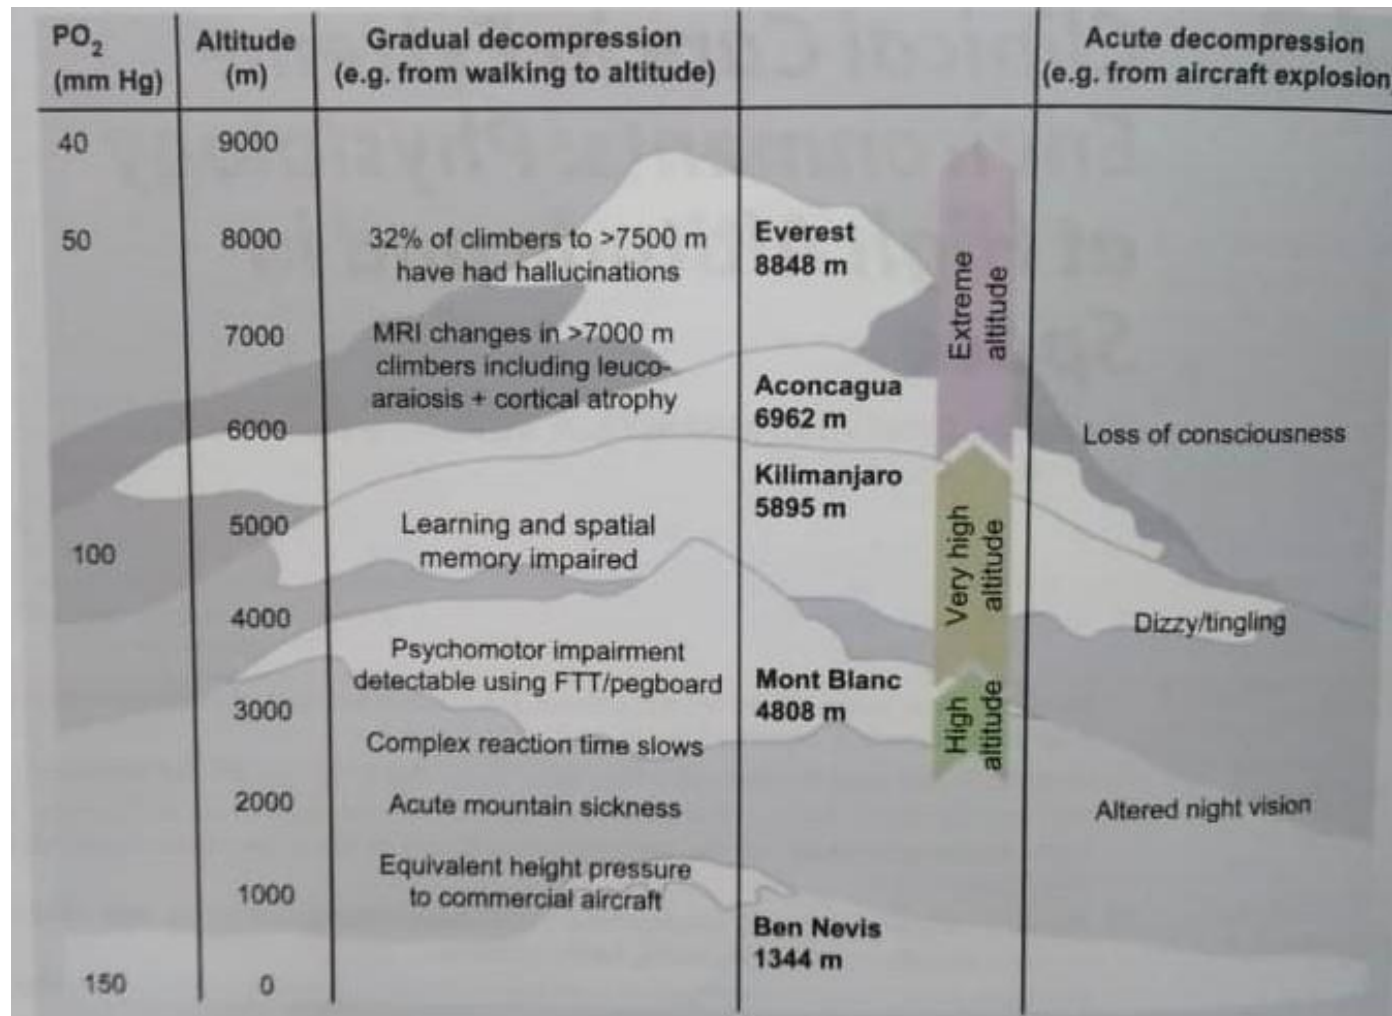 PO2
(mm Hg)
Altitude
(m)
Gradual decompression
(e.g. from walking to altitude)
Acute decompression
(e.g. from aircraft explosion
40
9000
50
8000
32% of climbers to >7500 m
have had hallucinations
Everest
8848 m
Extreme
altitude
7000
MRI changes in >7000 m
climbers including leuco-
araiosis + cortical atrophy
Aconcagua
6962 m
6000
Loss of consciousness
Kilimanjaro
5895 m
100
5000
Learning and spatial
memory impaired
Very high
altitude
4000
Dizzy/tingling
Psychomotor impairment
detectable using FTT/pegboard
Mont Blanc
4808 m
High
altitude
3000
Complex reaction time slows
2000
Acute mountain sickness
Altered night vision
Equivalent height pressure
to commercial aircraft
1000
Ben Nevis
1344 m
150
0